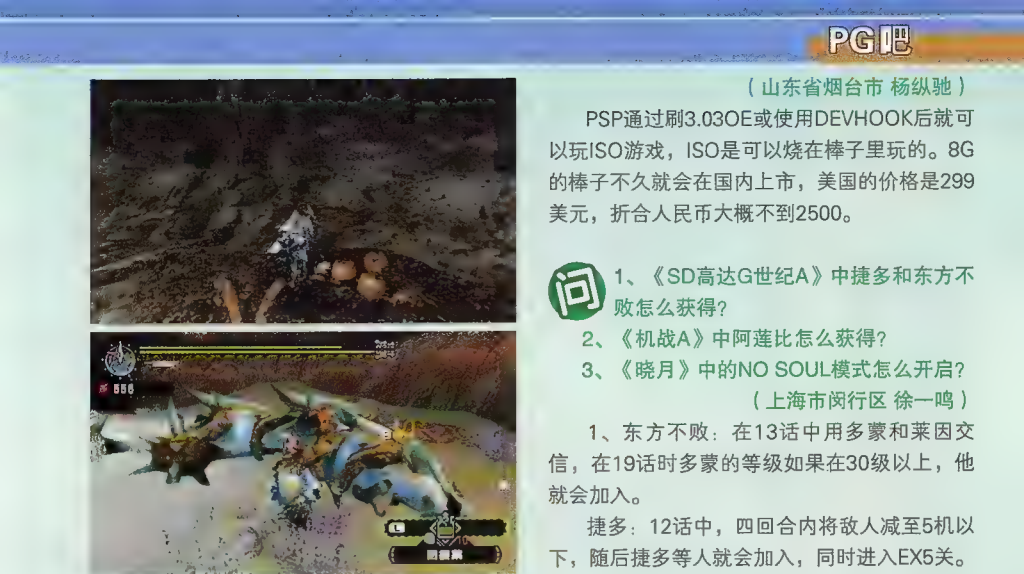 PG吧
（山东省烟台市 杨纵驰）
PSP通过刷3.03OE或使用DEVHOOK后就可
以玩ISO游戏，ISO是可以烧在棒子里玩的。8G
的棒子不久就会在国内上市，美国的价格是299
美元，折合人民币大概不到2500。
问
1、《SD高达G世纪A》中捷多和东方不
败怎么获得？
2、《机战A》中阿莲比怎么获得？
3、《晓月》中的NO SOUL模式怎么开启？
（上海市闵行区 徐一鸣）
1、东方不败：在13话中用多蒙和莱因交
信，在19话时多蒙的等级如果在30级以上，他
就会加入。
捷多：12话中，四回合内将敌人减至5机以
下，随后捷多等人就会加入，同时进入EX5关。
556
L